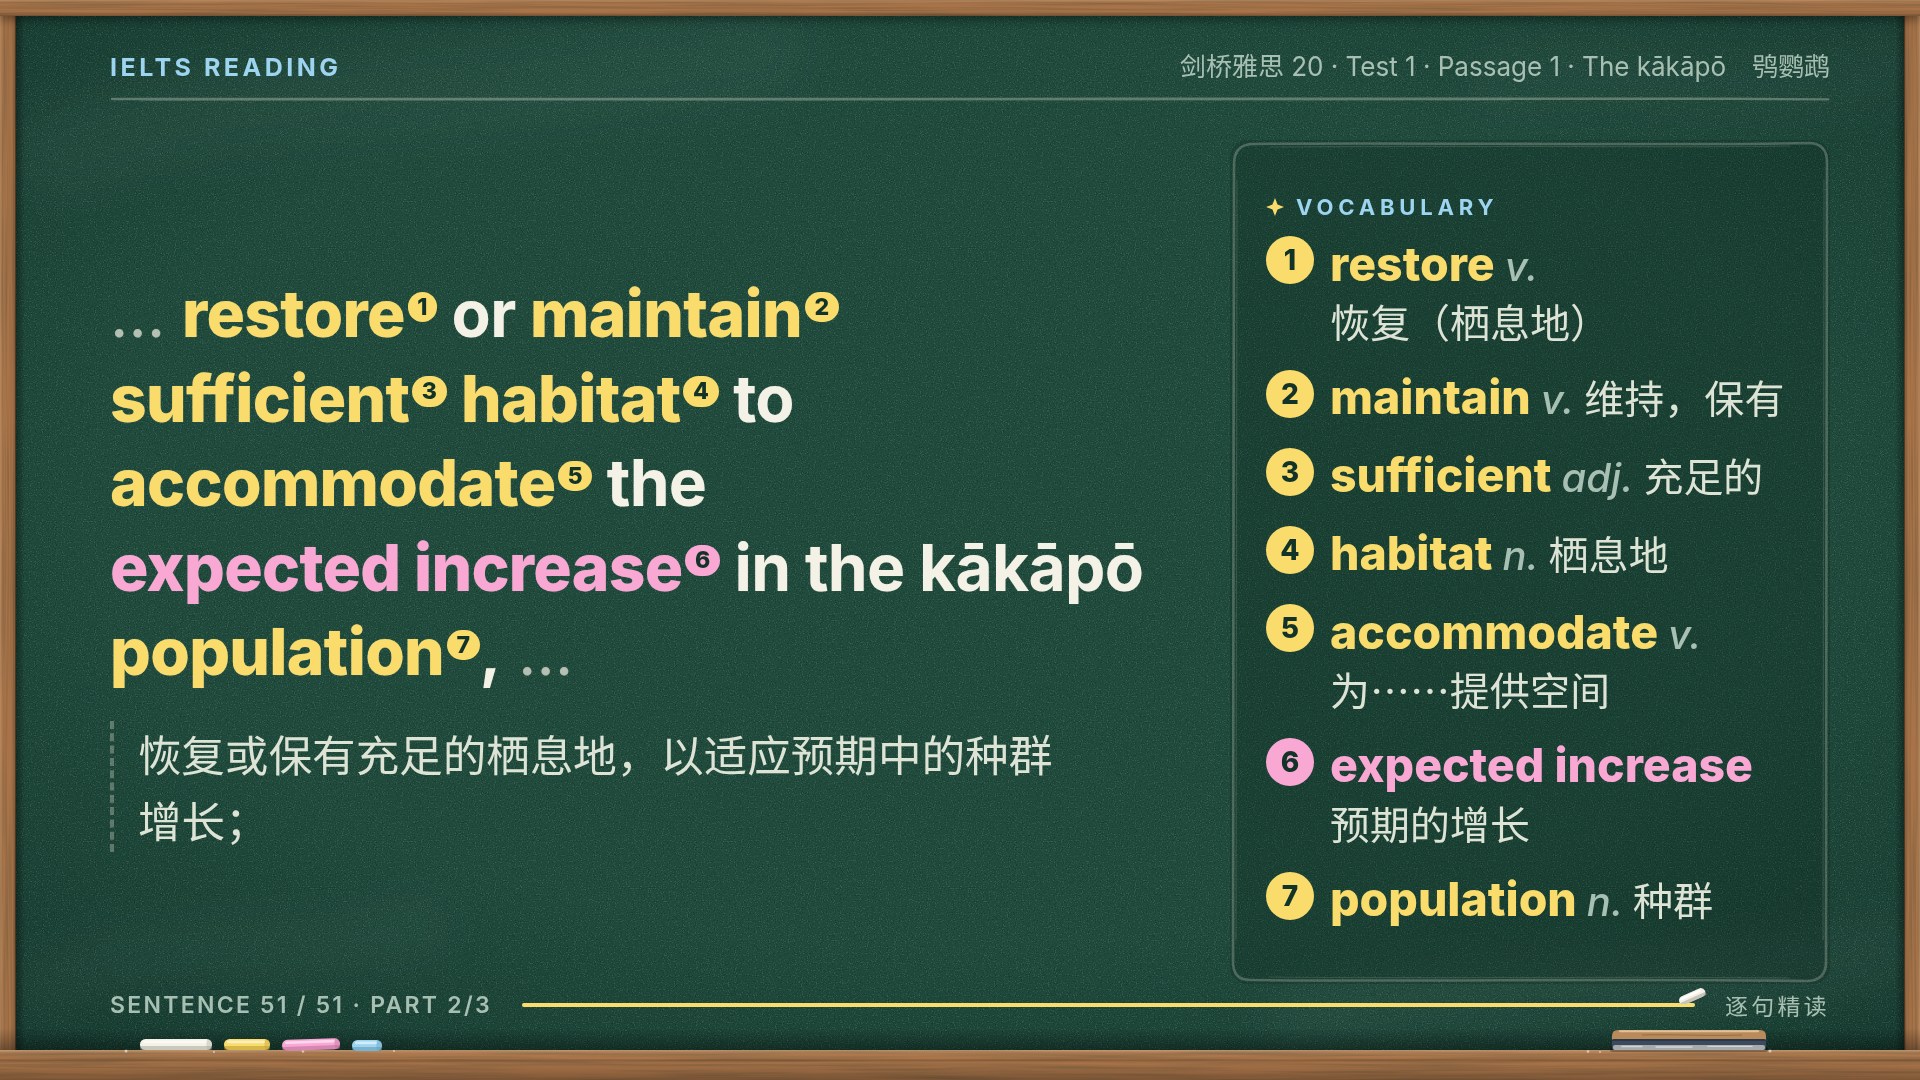 IELTS READING
剑桥雅思 20 · Test 1 · Passage 1 · The kākāpō 鸮鹦鹉
... restore① or maintain②
sufficient③ habitat④ to
accommodate⑤ the
expected increase⑥ in the kākāpō
population⑦, ...
恢复或保有充足的栖息地，以适应预期中的种群
增长；
VOCABULARY
1 restore v.
恢复（栖息地）
2 maintain v. 维持，保有
3 sufficient adj. 充足的
4 habitat n. 栖息地
5 accommodate v.
为……提供空间
6 expected increase
预期的增长
7 population n. 种群
SENTENCE 51 / 51 · PART 2/3
逐句精读